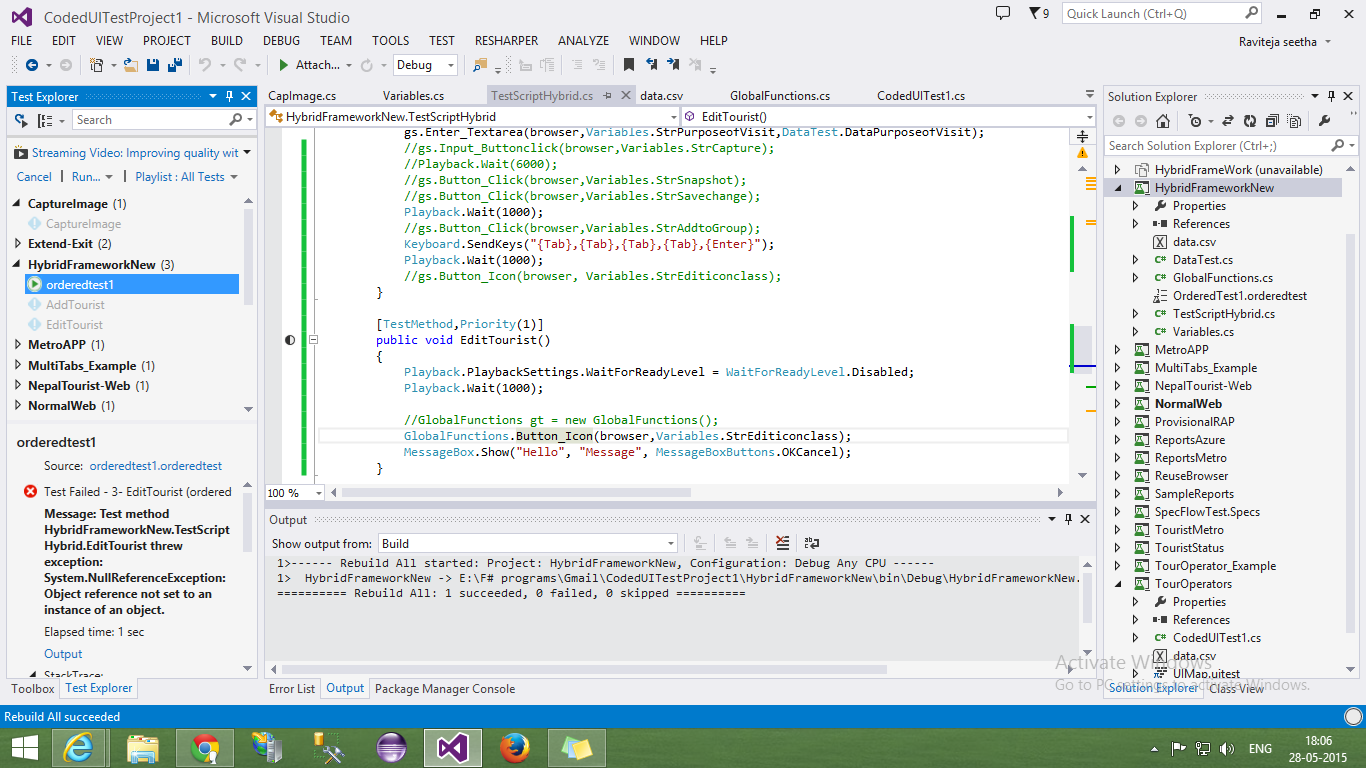 CodedUITestProject1 - Microsoft Visual Studio
9
Quick Launch (Ctrl+Q)
FILE EDIT VIEW PROJECT BUILD DEBUG TEAM TOOLS TEST RESHARPER ANALYZE WINDOW HELP
Raviteja seetha
Attach... Debug
Test Explorer
Search
Streaming Video: Improving quality wit
Cancel | Run... | Playlist : All Tests
CaptureImage (1)
CaptureImage
Extend-Exit (2)
HybridFrameworkNew (3)
orderedtest1
AddTourist
EditTourist
MetroAPP (1)
MultiTabs_Example (1)
NepalTourist-Web (1)
NormalWeb (1)
orderedtest1
Source: orderedtest1.orderedtest
Test Failed - 3- EditTourist (ordered
Message: Test method
HybridFrameworkNew.TestScript
Hybrid.EditTourist threw
exception:
System.NullReferenceException:
Object reference not set to an
instance of an object.
Elapsed time: 1 sec
Output
StackTrace:
Toolbox Test Explorer
CapImage.cs Variables.cs TestScriptHybrid.cs data.csv GlobalFunctions.cs CodedUITest1.cs
HybridFrameworkNew.TestScriptHybrid EditTourist()
gs.Enter_Textarea(browser,Variables.StrPurposeofVisit,DataTest.DataPurposeofVisit);
//gs.Input_Buttonclick(browser,Variables.StrCapture);
//Playback.Wait(6000);
//gs.Button_Click(browser,Variables.StrSnapshot);
//gs.Button_Click(browser,Variables.StrSavechange);
Playback.Wait(1000);
//gs.Button_Click(browser,Variables.StrAddtoGroup);
Keyboard.SendKeys("{Tab},{Tab},{Tab},{Tab},{Enter}");
Playback.Wait(1000);
//gs.Button_Icon(browser, Variables.StrEditiconclass);
}
[TestMethod,Priority(1)]
public void EditTourist()
{
Playback.PlaybackSettings.WaitForReadyLevel = WaitForReadyLevel.Disabled;
Playback.Wait(1000);
//GlobalFunctions gt = new GlobalFunctions();
GlobalFunctions.Button_Icon(browser,Variables.StrEditiconclass);
MessageBox.Show("Hello", "Message", MessageBoxButtons.OKCancel);
}
100 %
Output
Show output from: Build
1>------ Rebuild All started: Project: HybridFrameworkNew, Configuration: Debug Any CPU ------
1> HybridFrameworkNew -> E:\F# programs\Gmail\CodedUITestProject1\HybridFrameworkNew\bin\Debug\HybridFrameworkNew.
========== Rebuild All: 1 succeeded, 0 failed, 0 skipped ==========
Error List Output Package Manager Console
Solution Explorer
Search Solution Explorer (Ctrl+;)
HybridFrameWork (unavailable)
HybridFrameworkNew
Properties
References
data.csv
DataTest.cs
GlobalFunctions.cs
OrderedTest1.orderedtest
TestScriptHybrid.cs
Variables.cs
MetroAPP
MultiTabs_Example
NepalTourist-Web
NormalWeb
ProvisionalRAP
ReportsAzure
ReportsMetro
ReuseBrowser
SampleReports
SpecFlowTest.Specs
TouristMetro
TouristStatus
TourOperator_Example
TourOperators
Properties
References
CodedUITest1.cs
data.csv
UIMap.uitest
Solution Explorer Class View
Activate Windows
Go to PC settings to activate Windows.
Rebuild All succeeded
ENG
18:06
28-05-2015